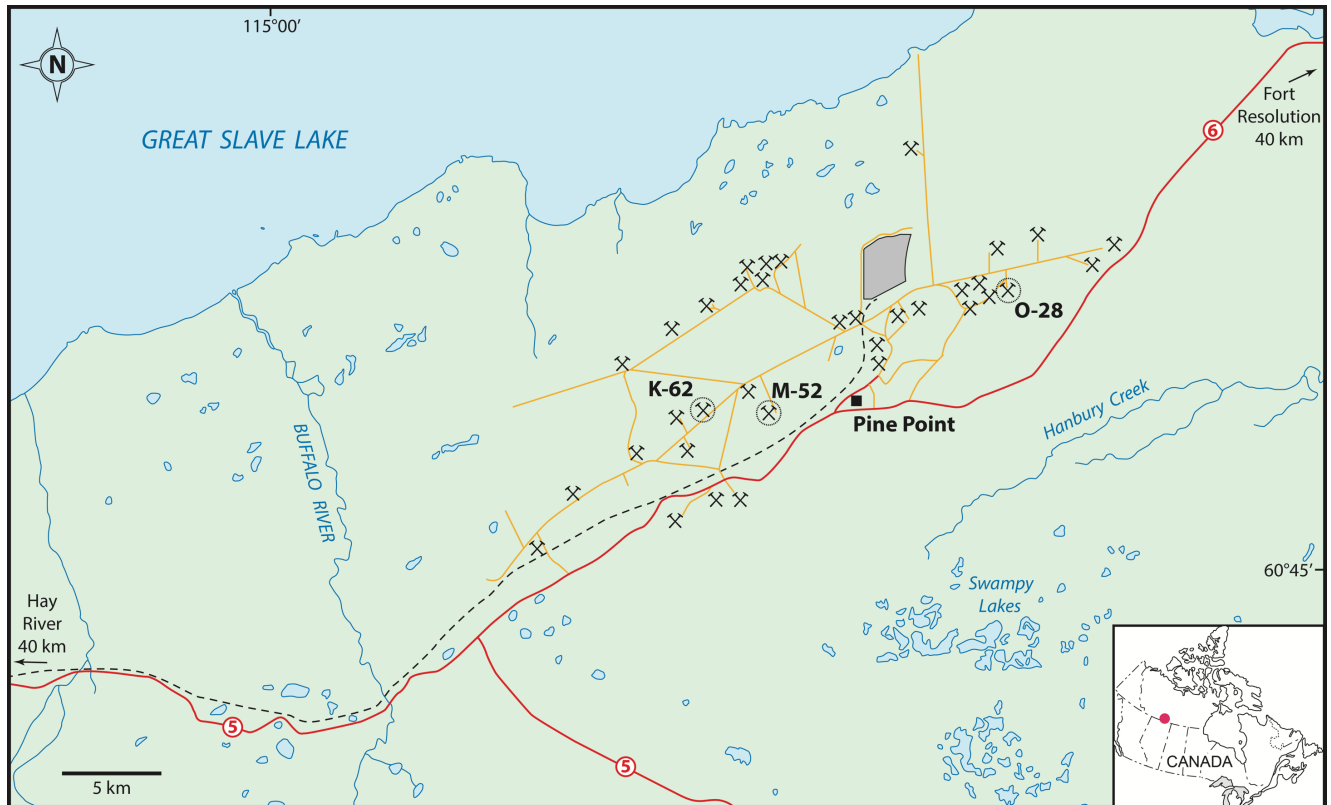 115°00’
N
GREAT SLAVE LAKE
Fort
Resolution
40 km
6
O-28
K-62
M-52
Pine Point
Hanbury Creek
BUFFALO RIVER
60°45’
Swampy
Lakes
Hay
River
40 km
5
5
5 km
CANADA